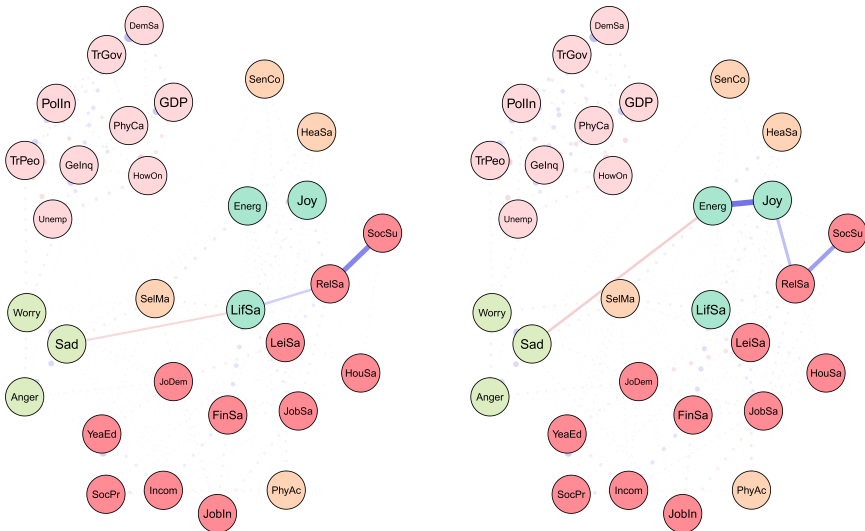 DemSa
TrGov
SenCo
PolIn
GDP
PhyCa
HeaSa
TrPeo
GeInq
HowOn
Unemp
Energ
Joy
SocSu
RelSa
SelMa
LifSa
Worry
Sad
LeiSa
HouSa
JoDem
Anger
FinSa
JobSa
YeaEd
SocPr
Incom
PhyAc
JobIn
DemSa
TrGov
SenCo
PolIn
GDP
PhyCa
HeaSa
TrPeo
GeInq
HowOn
Unemp
Energ
Joy
SocSu
RelSa
SelMa
LifSa
Worry
Sad
LeiSa
HouSa
JoDem
Anger
FinSa
JobSa
YeaEd
SocPr
Incom
PhyAc
JobIn